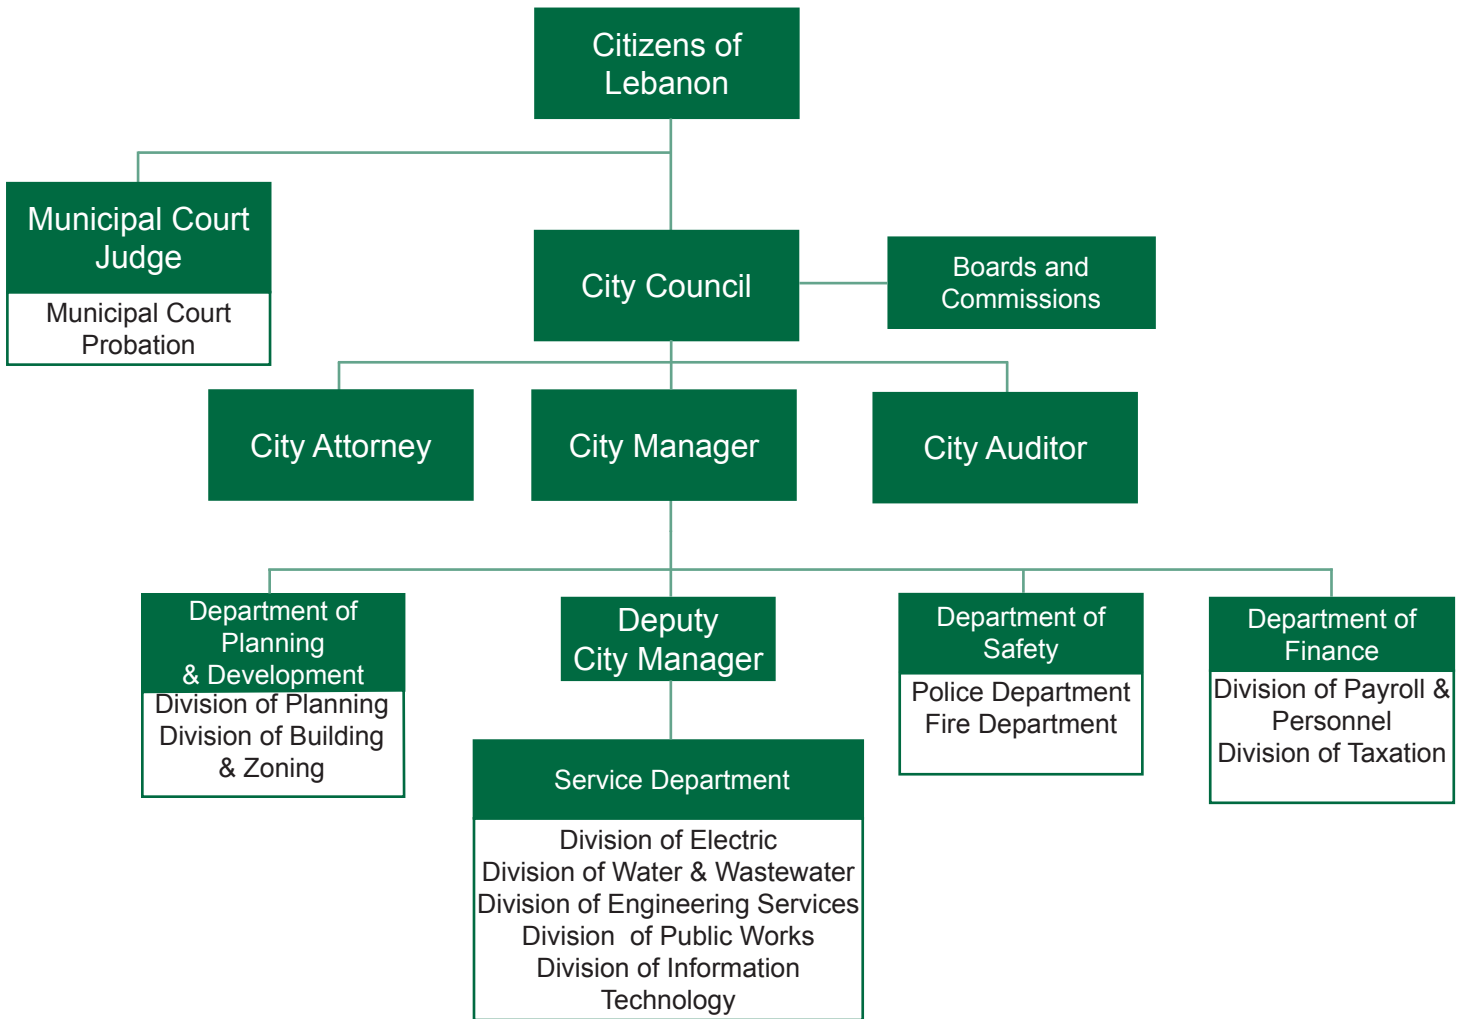 Citizens of
Lebanon
Municipal Court
Judge
Municipal Court
Probation
City Council
Boards and
Commissions
City Attorney
City Manager
City Auditor
Department of
Planning
& Development
Division of Planning
Division of Building
& Zoning
Deputy
City Manager
Department of
Safety
Police Department
Fire Department
Department of
Finance
Division of Payroll &
Personnel
Division of Taxation
Service Department
Division of Electric
Division of Water & Wastewater
Division of Engineering Services
Division  of Public Works
Division of Information
Technology